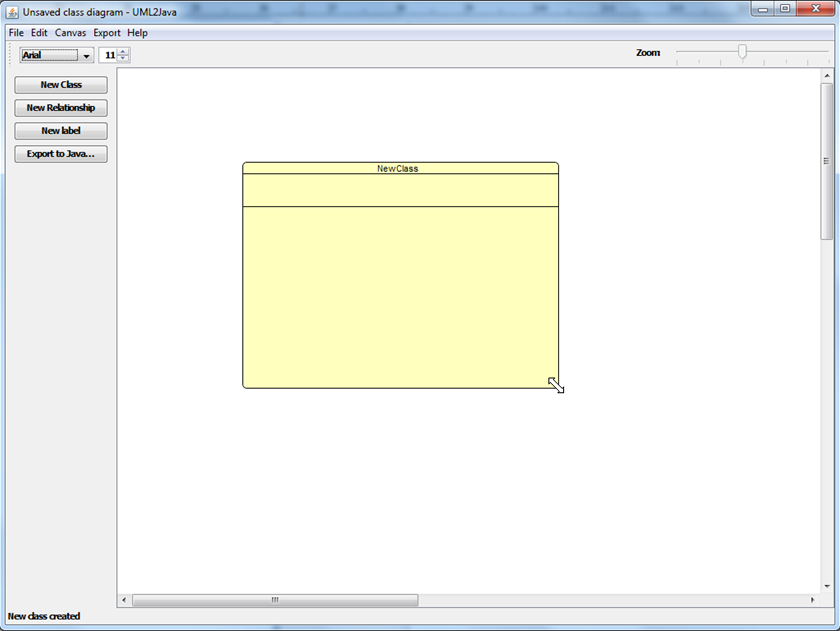 Unsaved class diagram - UML2Java
File Edit Canvas Export Help
Arial 11 Zoom
New Class
New Relationship
New label
Export to Java...
NewClass
New class created